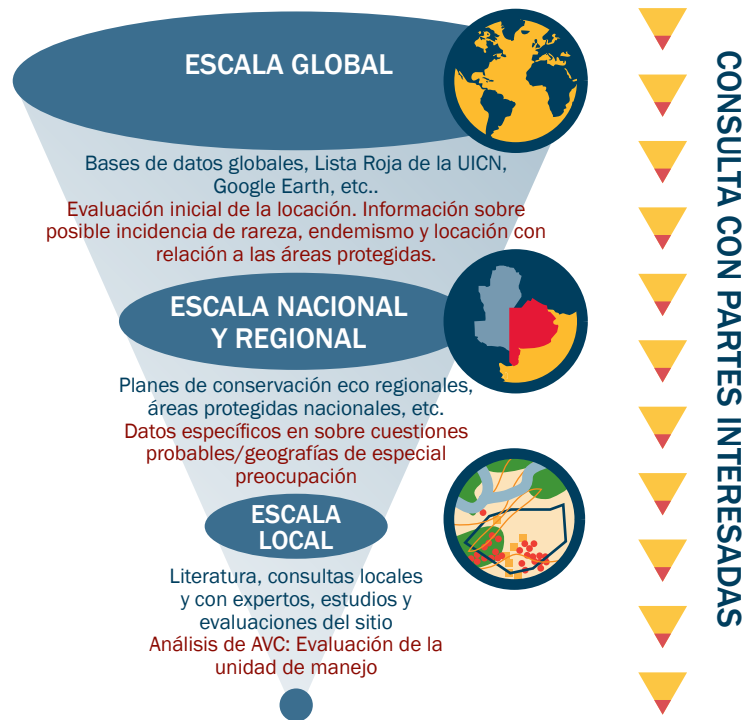 ESCALA GLOBAL
Bases de datos globales, Lista Roja de la UICN,
Google Earth, etc..
Evaluación inicial de la locación. Información sobre
posible incidencia de rareza, endemismo y locación con
relación a las áreas protegidas.
ESCALA NACIONAL
Y REGIONAL
Planes de conservación eco regionales,
áreas protegidas nacionales, etc.
Datos específicos en sobre cuestiones
probables/geografías de especial
preocupación
ESCALA
LOCAL
Literatura, consultas locales
y con expertos, estudios y
evaluaciones del sitio
Análisis de AVC: Evaluación de la
unidad de manejo
CONSULTA CON PARTES INTERESADAS